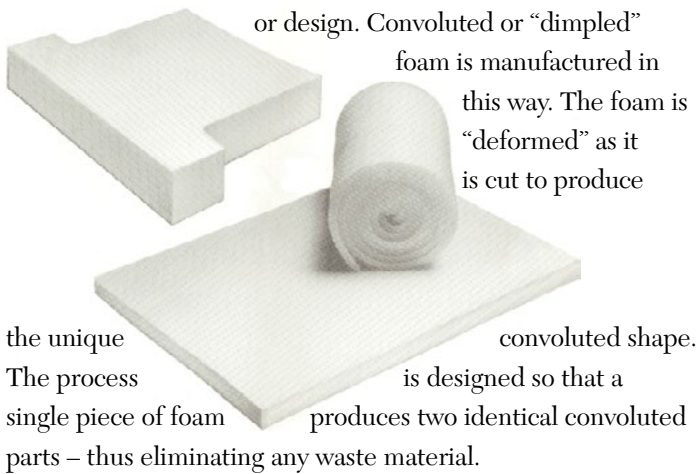 or design. Convoluted or “dimpled”
foam is manufactured in
this way. The foam is
“deformed” as it
is cut to produce
the unique convoluted shape.
The process is designed so that a
single piece of foam produces two identical convoluted
parts – thus eliminating any waste material.